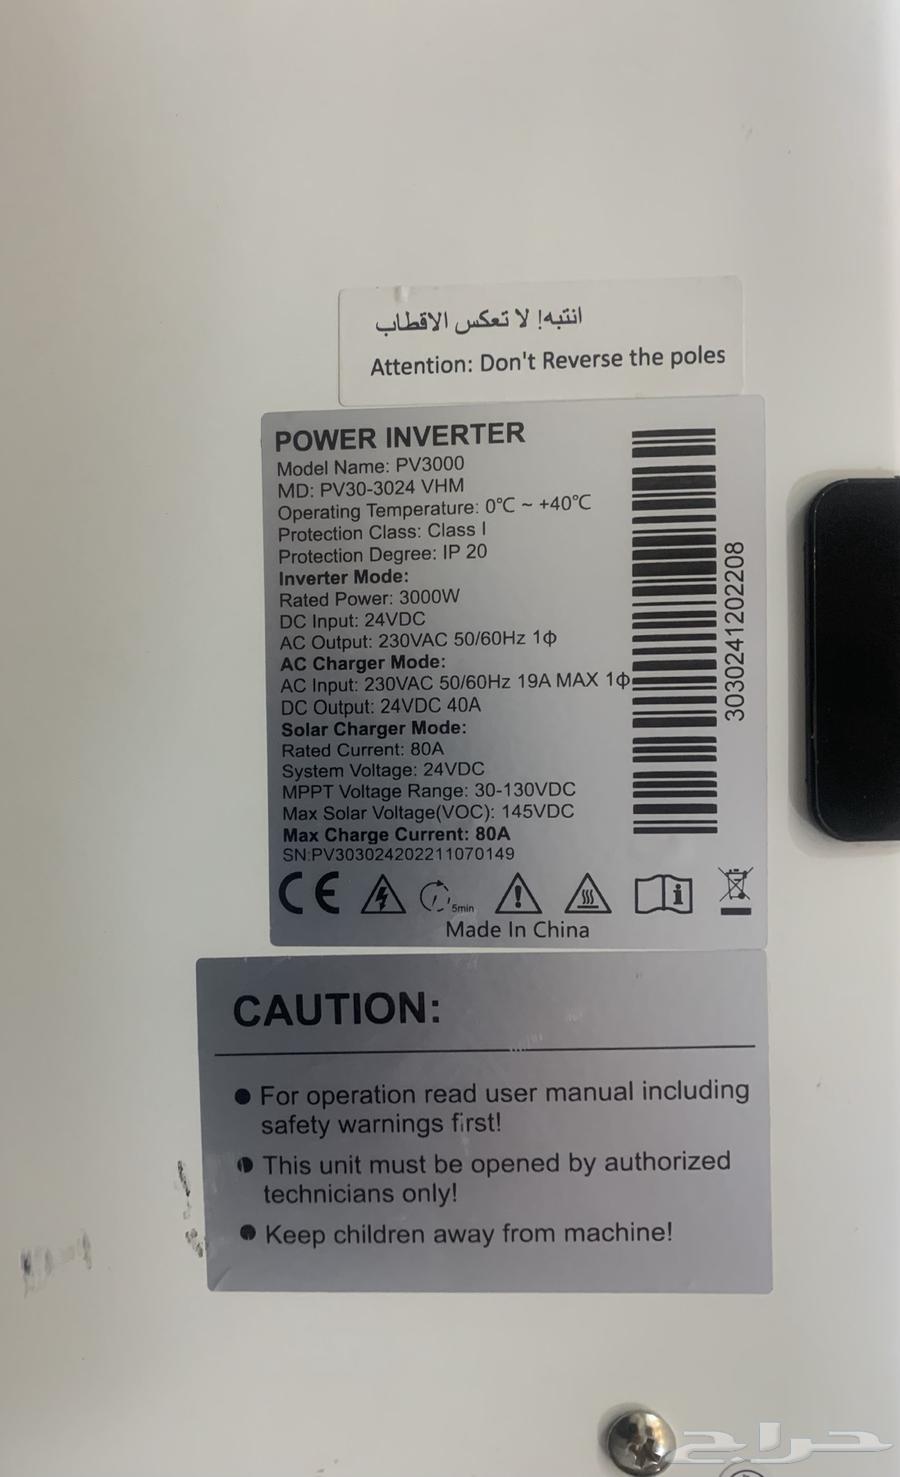 انتبه! لا تعكس الاقطاب
Attention: Don't Reverse the poles
POWER INVERTER
Model Name: PV3000
MD: PV30-3024 VHM
Operating Temperature: 0℃ ~ +40℃
Protection Class: Class I
Protection Degree: IP 20
Inverter Mode:
Rated Power: 3000W
DC Input: 24VDC
AC Output: 230VAC 50/60Hz 1ϕ
AC Charger Mode:
AC Input: 230VAC 50/60Hz 19A MAX 1ϕ
DC Output: 24VDC 40A
Solar Charger Mode:
Rated Current: 80A
System Voltage: 24VDC
MPPT Voltage Range: 30-130VDC
Max Solar Voltage(VOC): 145VDC
Max Charge Current: 80A
SN:PV303024202211070149
3030241202208
CE
5min
Made In China
CAUTION:
● For operation read user manual including
safety warnings first!
● This unit must be opened by authorized
technicians only!
● Keep children away from machine!
حراج